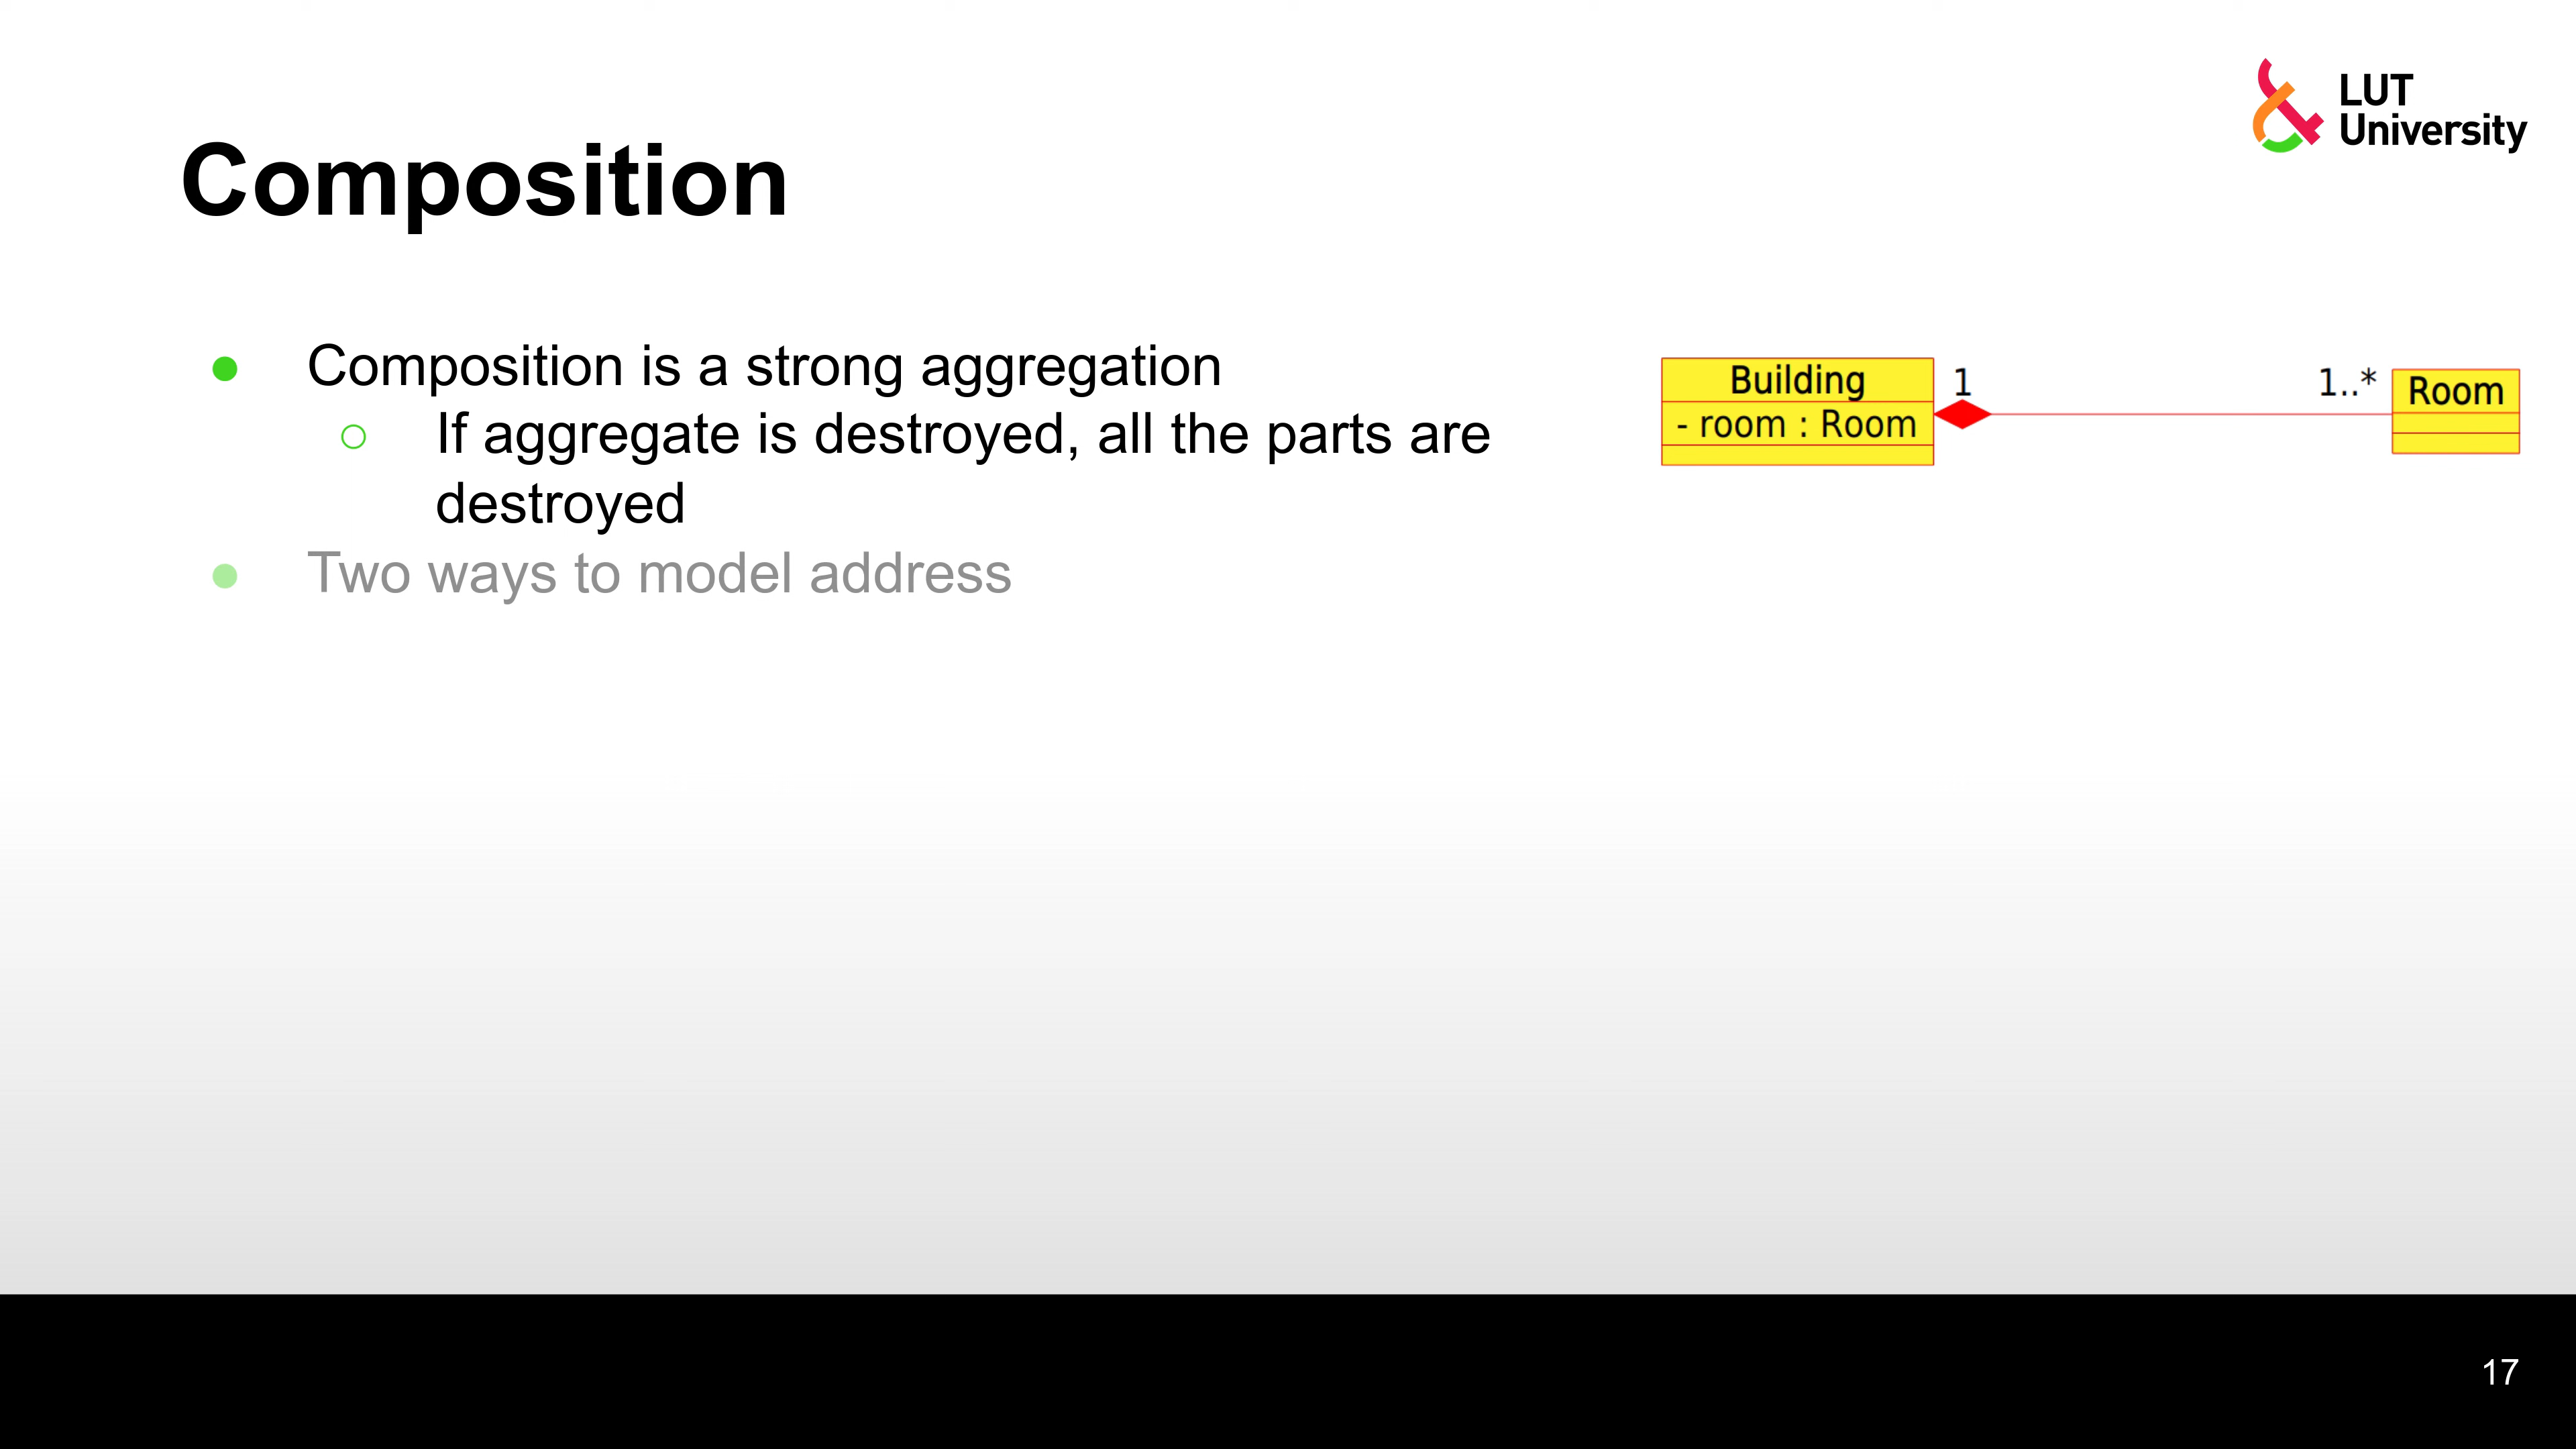 LUT
University
Composition
● Composition is a strong aggregation
○ If aggregate is destroyed, all the parts are
destroyed
● Two ways to model address
Building
- room : Room
1
1..*
Room
17